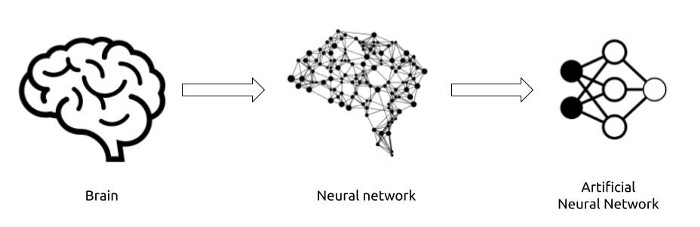 Brain
Neural network
Artificial
Neural Network